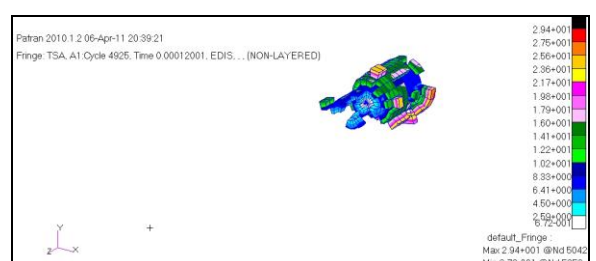 Patran 2010.1.2 06-Apr-11 20:39:21
Fringe: TSA, A1:Cycle 4925, Time 0.00012001, EDIS, , , (NON-LAYERED)
2.94+001
2.75+001
2.56+001
2.36+001
2.17+001
1.98+001
1.79+001
1.60+001
1.41+001
1.22+001
1.02+001
8.33+000
6.41+000
4.50+000
2.59+000
6.72-001
Y
Z X
default_Fringe :
Max 2.94+001 @Nd 5042